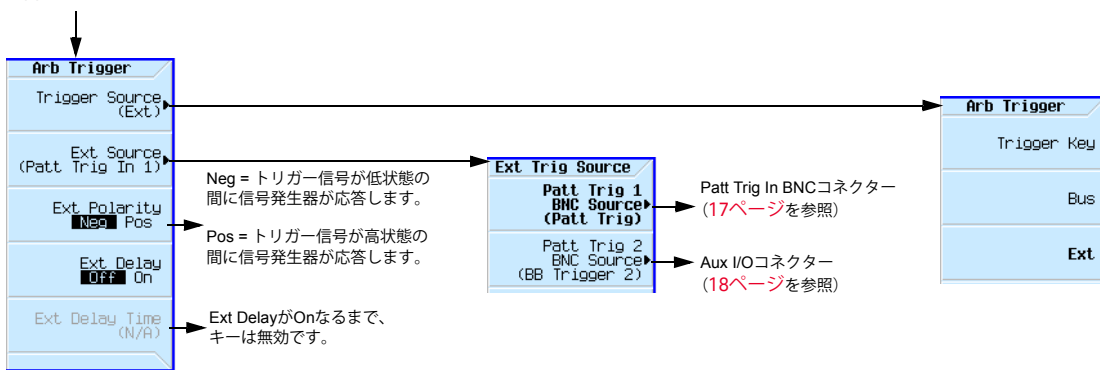 Arb Trigger
Trigger Source
(Ext)
Ext Source
(Patt Trig In 1)
Ext Polarity
Neg Pos
Ext Delay
Off On
Ext Delay Time
(N/A)
Neg = トリガー信号が低状態の
間に信号発生器が応答します。
Pos = トリガー信号が高状態の
間に信号発生器が応答します。
Ext DelayがOnなるまで、
キーは無効です。
Ext Trig Source
Patt Trig 1
BNC Source
(Patt Trig)
Patt Trig 2
BNC Source
(BB Trigger 2)
Patt Trig In BNCコネクター
（17ページを参照）
Aux I/Oコネクター
（18ページを参照）
Arb Trigger
Trigger Key
Bus
Ext